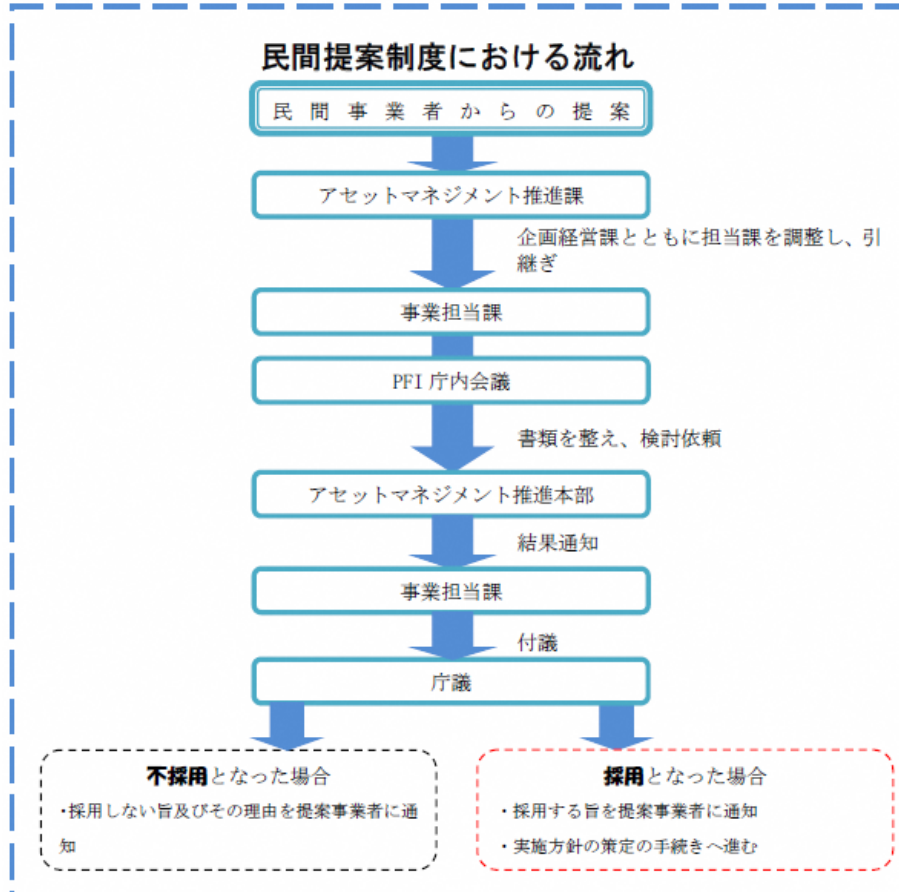 民間提案制度における流れ
民間事業者からの提案
アセットマネジメント推進課
企画経営課とともに担当課を調整し、引
継ぎ
事業担当課
PFI 庁内会議
書類を整え、検討依頼
アセットマネジメント推進本部
結果通知
事業担当課
付議
庁議
不採用となった場合
・採用しない旨及びその理由を提案事業者に通
知
採用となった場合
・採用する旨を提案事業者に通知
・実施方針の策定の手続きへ進む